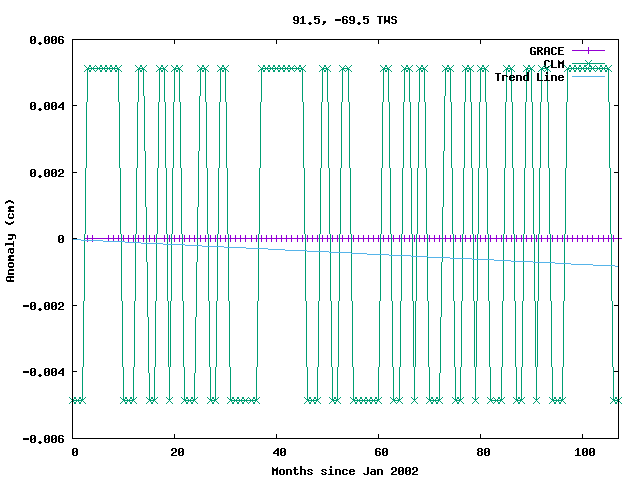 91.5, -69.5 TWS
0.006
0.004
0.002
0
-0.002
-0.004
-0.006
Anomaly (cm)
GRACE
CLM
Trend Line
0 20 40 60 80 100
Months since Jan 2002